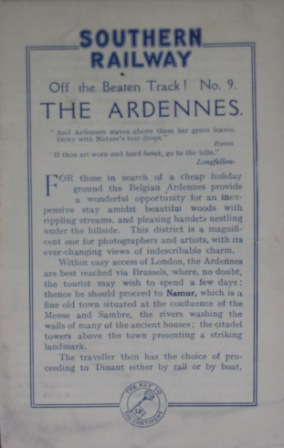 SOUTHERN
RAILWAY
Off the Beaten Track! No. 9.
THE ARDENNES.
"And Ardennes waves above them her green leaves,
Dewy with Nature's tear drops."
Byron
"If thou art worn and hard beset, go to the hills."
Longfellow.
FOR those in search of a cheap holiday
ground the Belgian Ardennes provide
a wonderful opportunity for an inex-
pensive stay amidst beautiful woods with
rippling streams, and pleasing hamlets nestling
under the hillside. This district is a magnifi-
cent one for photographers and artists, with its
ever-changing views of indescribable charm.
Within easy access of London, the Ardennes
are best reached via Brussels, where, no doubt,
the tourist may wish to spend a few days;
thence he should proceed to Namur, which is a
fine old town situated at the confluence of the
Meuse and Sambre, the rivers washing the
walls of many of the ancient houses; the citadel
towers above the town presenting a striking
landmark.
The traveller then has the choice of pro-
ceeding to Dinant either by rail or by boat,
THE KEY TO
THE CONTINENT